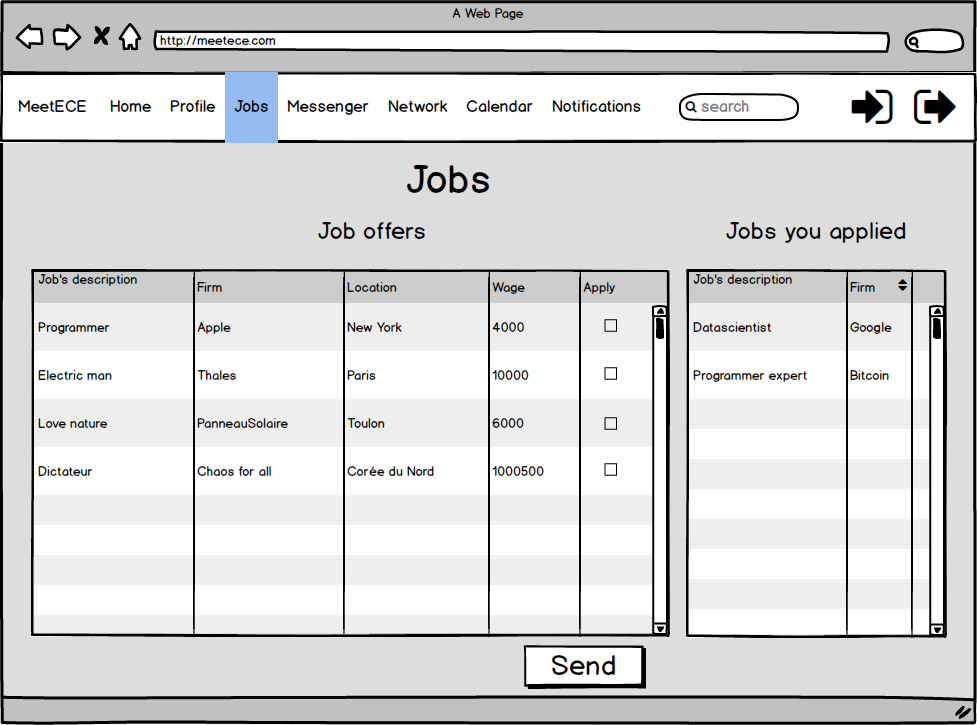 A Web Page
http://meetece.com
MeetECE Home Profile Jobs Messenger Network Calendar Notifications search
Jobs
Job offers
Job's description Firm Location Wage Apply
Programmer Apple New York 4000
Electric man Thales Paris 10000
Love nature PanneauSolaire Toulon 6000
Dictateur Chaos for all Corée du Nord 1000500
Jobs you applied
Job's description Firm
Datascientist Google
Programmer expert Bitcoin
Send